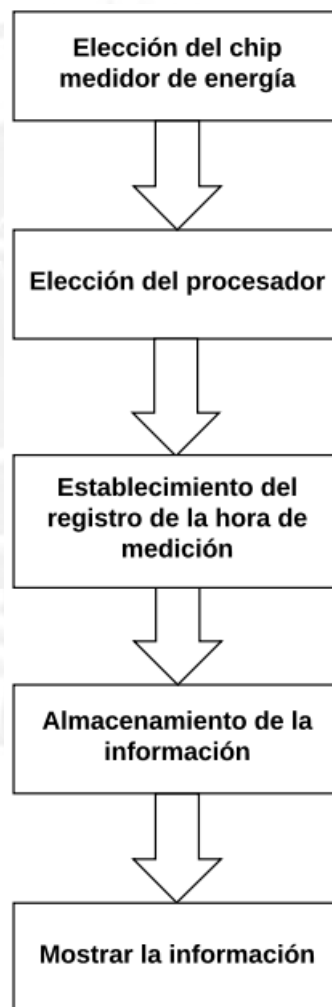 Elección del chip
medidor de energía
Elección del procesador
Establecimiento del
registro de la hora de
medición
Almacenamiento de la
información
Mostrar la información